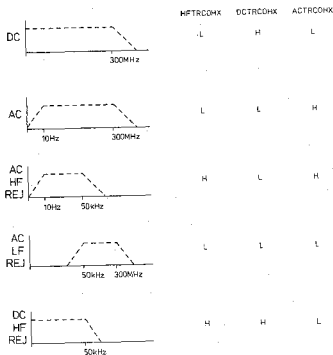 HFTRCOHX DCTRCOHX ACTRCOHX
DC L H L
300MHz
AC L L H
10Hz 300MHz
AC
HF H L H
REJ
10Hz 50kHz
AC
LF L L L
REJ
50kHz 300MHz
DC
HF H H L
REJ
50kHz